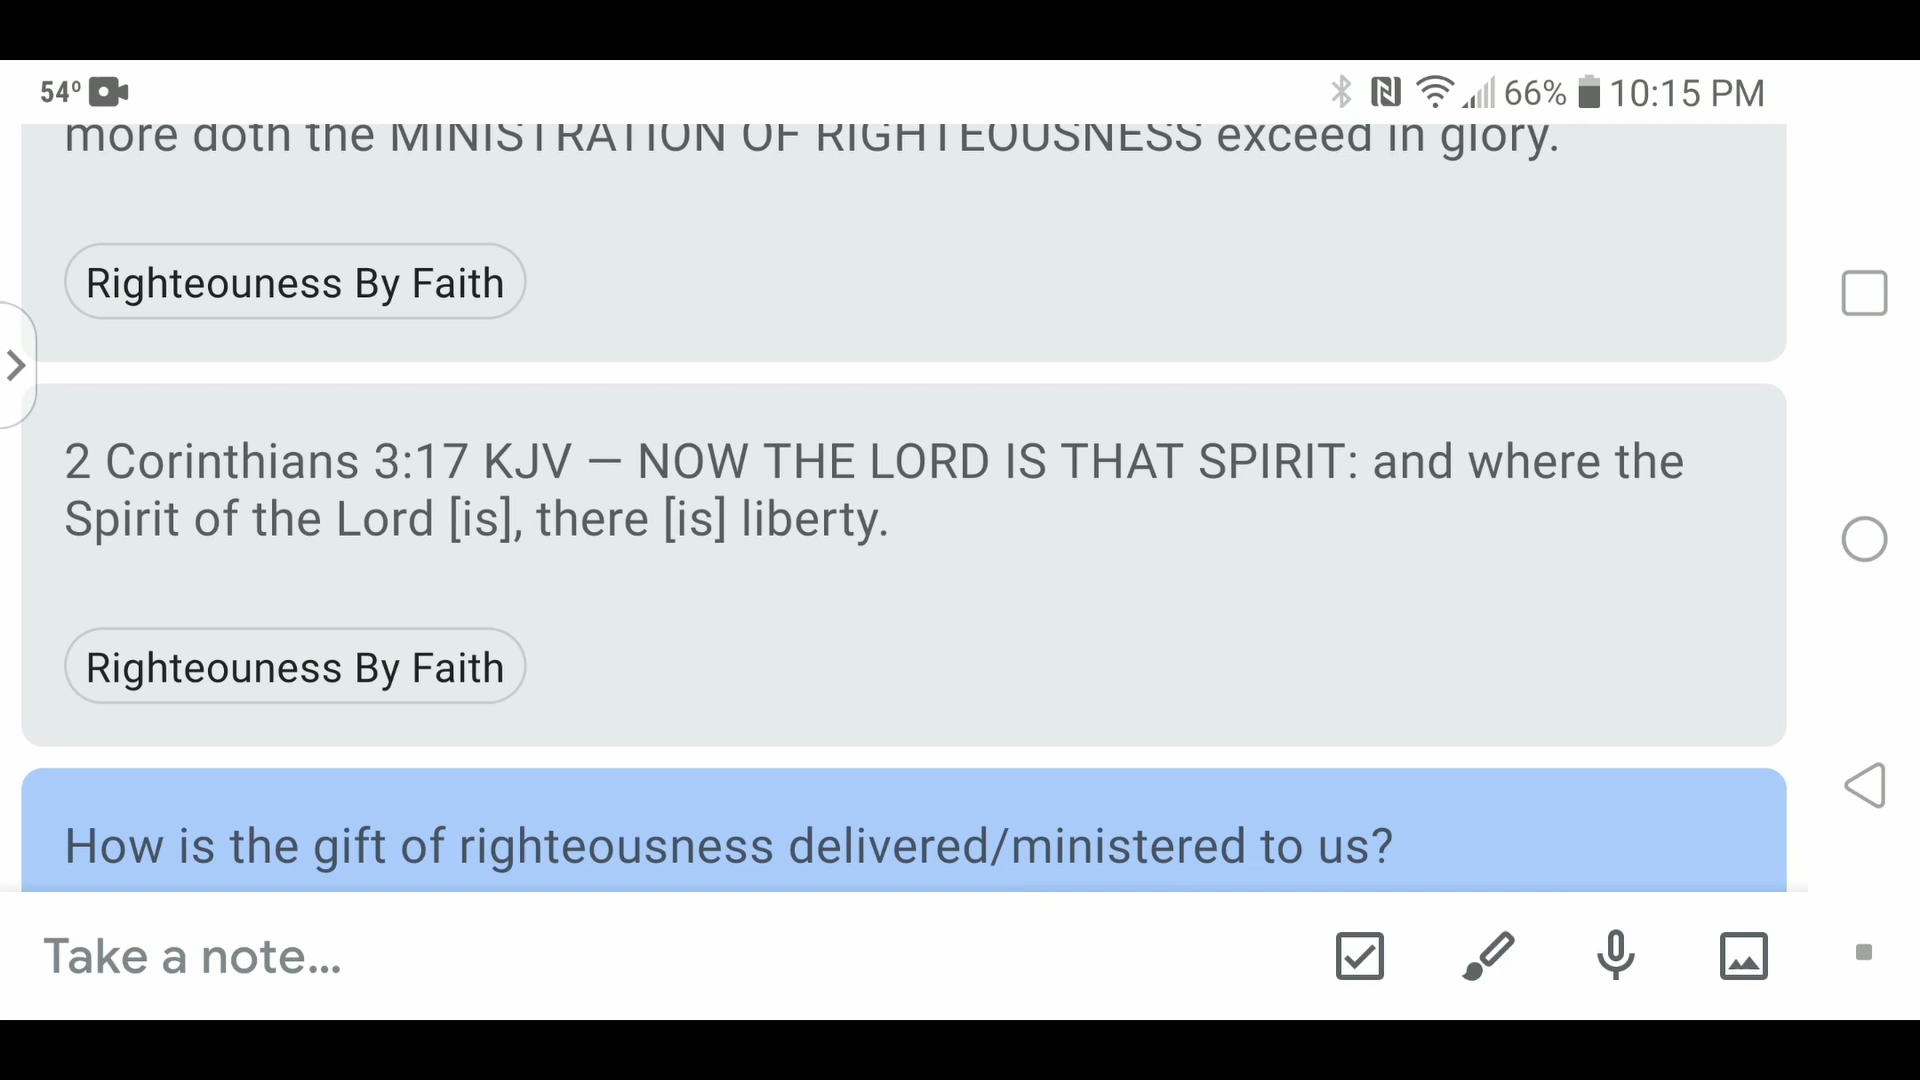 54° 66% 10:15 PM
more doth the MINISTRATION OF RIGHTEOUSNESS exceed in glory.
Righteouness By Faith
2 Corinthians 3:17 KJV — NOW THE LORD IS THAT SPIRIT: and where the
Spirit of the Lord [is], there [is] liberty.
Righteouness By Faith
How is the gift of righteousness delivered/ministered to us?
Take a note...